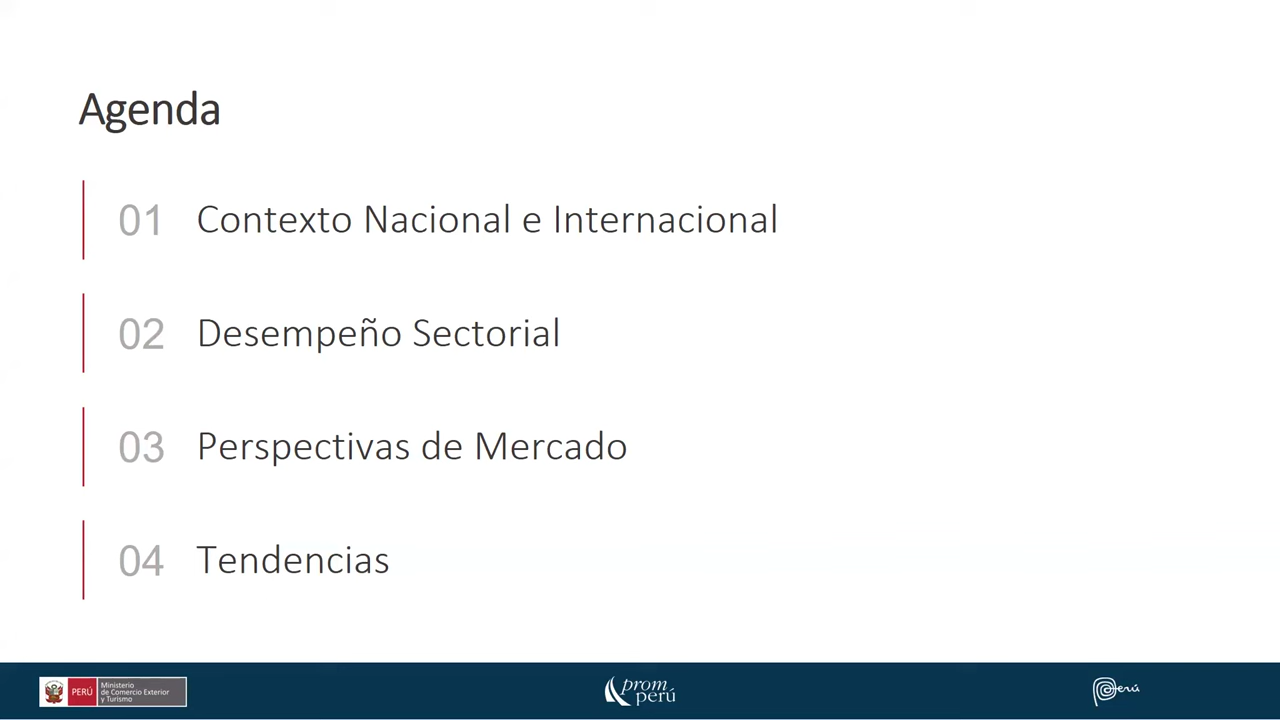 Agenda
01 Contexto Nacional e Internacional
02 Desempeño Sectorial
03 Perspectivas de Mercado
04 Tendencias
PERÚ
Ministerio
de Comercio Exterior
y Turismo
prom
perú
Perú